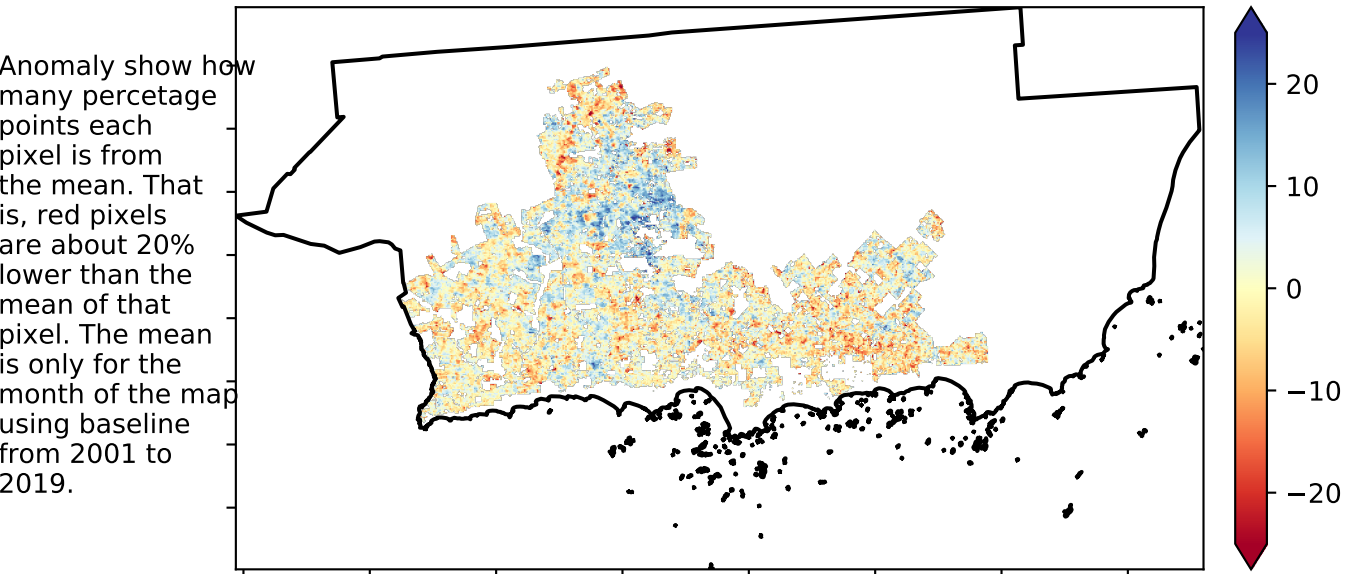 Anomaly show how
many percetage
points each
pixel is from
the mean. That
is, red pixels
are about 20%
lower than the
mean of that
pixel. The mean
is only for the
month of the map
using baseline
from 2001 to
2019.
20
10
0
−10
−20